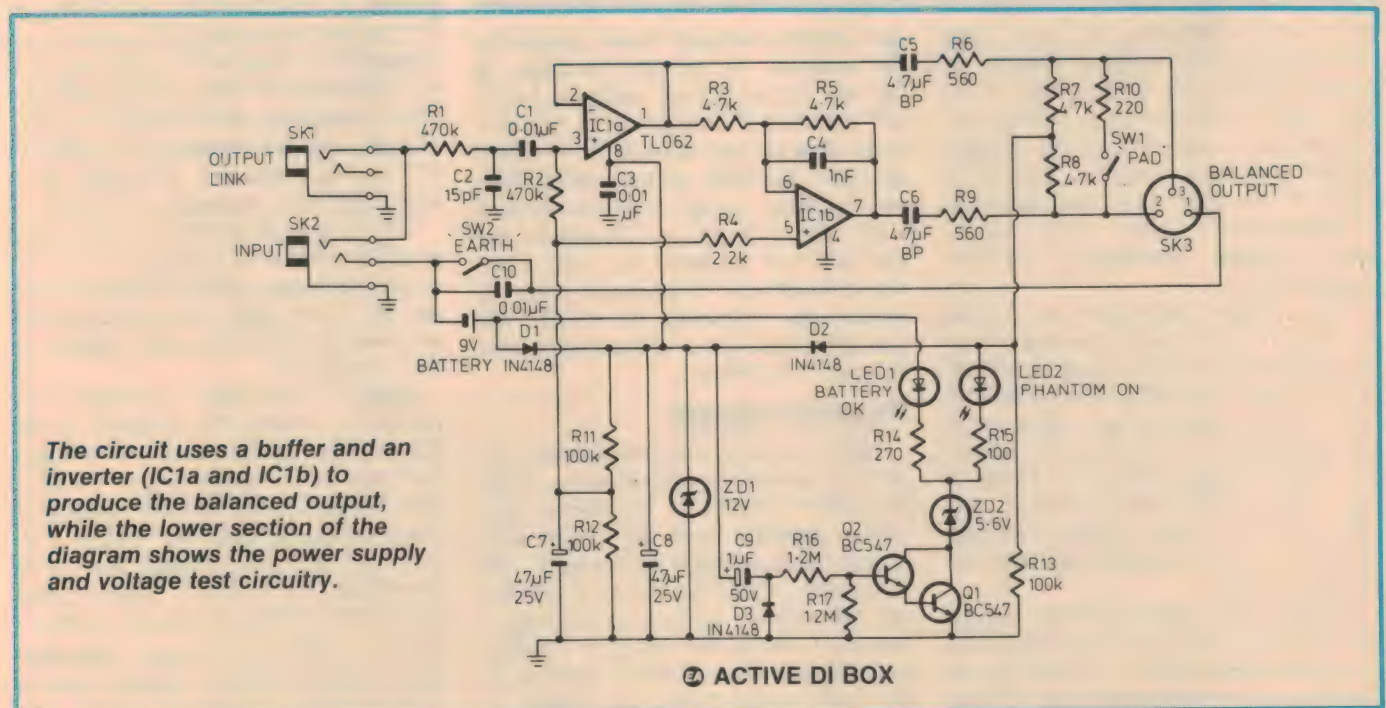 C5
4.7µF
BP
R6
560
R7
4.7k
R10
220
R1
470k
C1
0.01µF
2
3
IC1a
1
8
TL062
R3
4.7k
R5
4.7k
C4
1nF
SK1
OUTPUT
LINK
C2
15pF
R2
470k
C3
0.01
µF
6
5
IC1b
7
4
R8
4.7k
SW1
'PAD'
BALANCED
OUTPUT
SK2
INPUT
SW2
'EARTH'
R4
2.2k
C6
4.7µF
BP
R9
560
3
2
1
SK3
C10
0.01µF
9V
BATTERY
D1
IN4148
D2
IN4148
LED1
BATTERY
OK
LED2
PHANTOM ON
The circuit uses a buffer and an
inverter (IC1a and IC1b) to
produce the balanced output,
while the lower section of the
diagram shows the power supply
and voltage test circuitry.
R11
100k
R14
270
R15
100
ZD1
12V
ZD2
5.6V
C7
47µF
25V
R12
100k
C8
47µF
25V
C9
1µF
50V
R16
1.2M
Q2
BC547
R13
100k
D3
IN4148
R17
12M
Q1
BC547
ACTIVE DI BOX